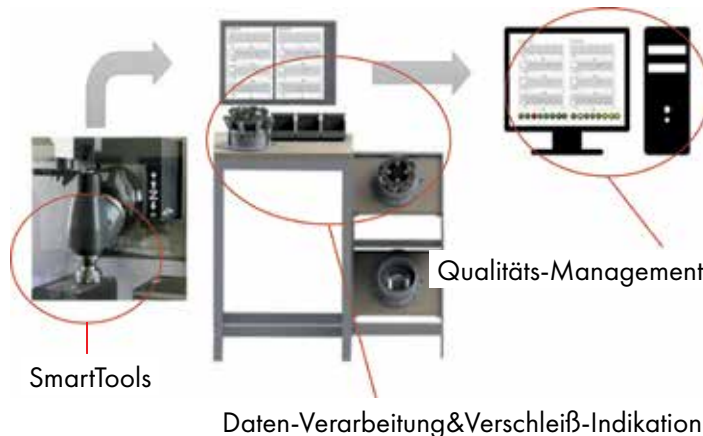 Qualitäts-Management
SmartTools
Daten-Verarbeitung&Verschleiß-Indikation